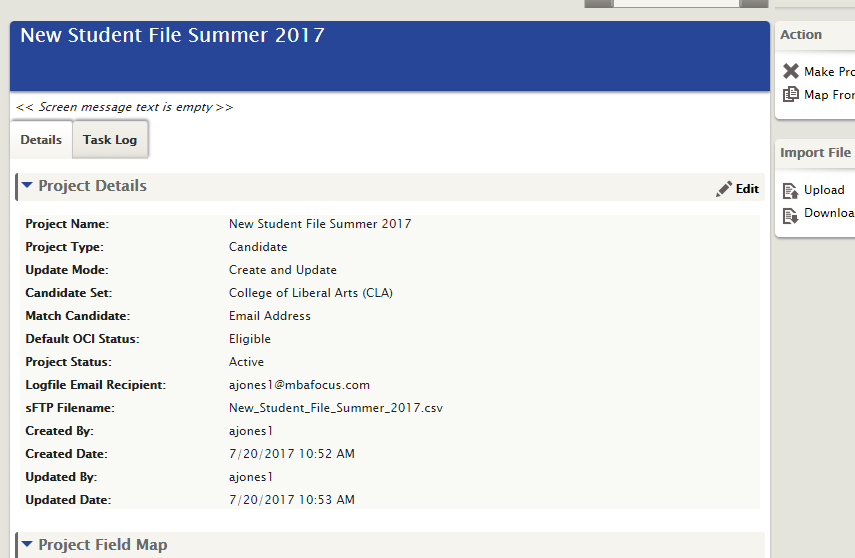 New Student File Summer 2017
<< Screen message text is empty >>
Details Task Log
Project Details
Edit
Project Name: New Student File Summer 2017
Project Type: Candidate
Update Mode: Create and Update
Candidate Set: College of Liberal Arts (CLA)
Match Candidate: Email Address
Default OCI Status: Eligible
Project Status: Active
Logfile Email Recipient: ajones1@mbafocus.com
sFTP Filename: New_Student_File_Summer_2017.csv
Created By: ajones1
Created Date: 7/20/2017 10:52 AM
Updated By: ajones1
Updated Date: 7/20/2017 10:53 AM
Project Field Map
Action
Make Pro
Map Fron
Import File
Upload
Downloa